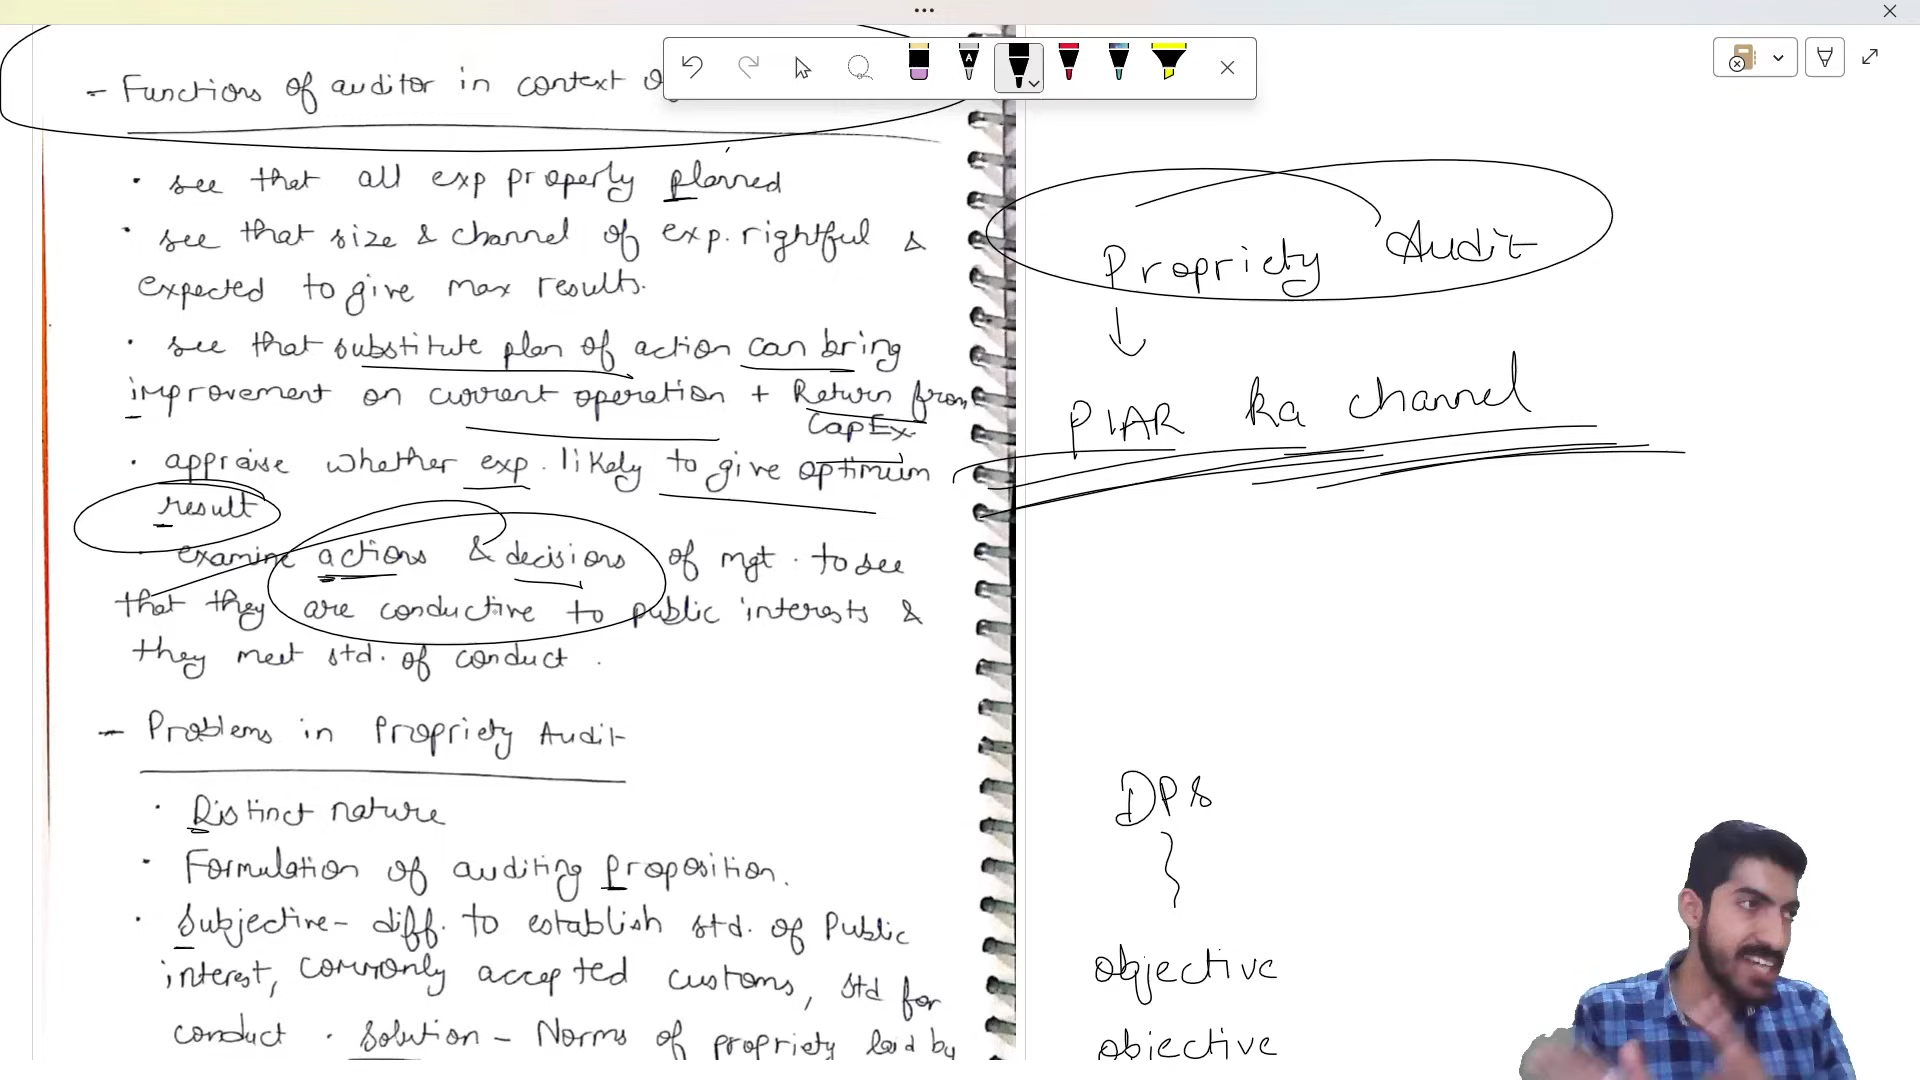 - Functions of auditor in context
• see that all exp properly planned
• see that size & channel of exp. rightful &
expected to give max results.
• see that substitute plan of action can bring
improvement on current operation + Return from
CapEx.
• appraise whether exp. likely to give optimum
result
• examine actions & decisions of mgt. to see
that they are conductive to public interests &
they meet std. of conduct.
- Problems in Propriety Audit
• Distinct nature
• Formulation of auditing proposition.
• Subjective - diff. to establish std. of Public
interest, commonly accepted customs, std for
conduct. Solution - Norms of propriety laid by
Propriety Audit
↓
PIAR ka channel
DPS
objective
objective